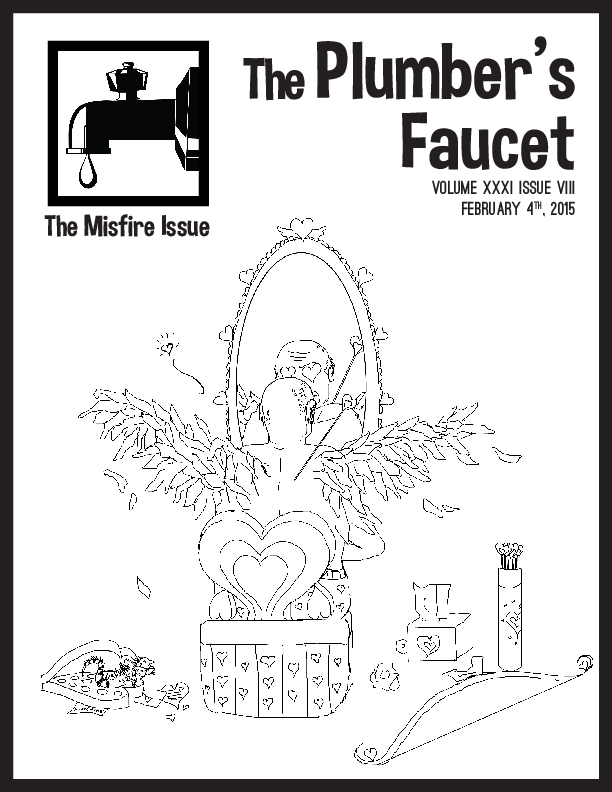 The Plumber's
Faucet
VOLUME XXXI ISSUE VIII
FEBRUARY 4TH, 2015
The Misfire Issue